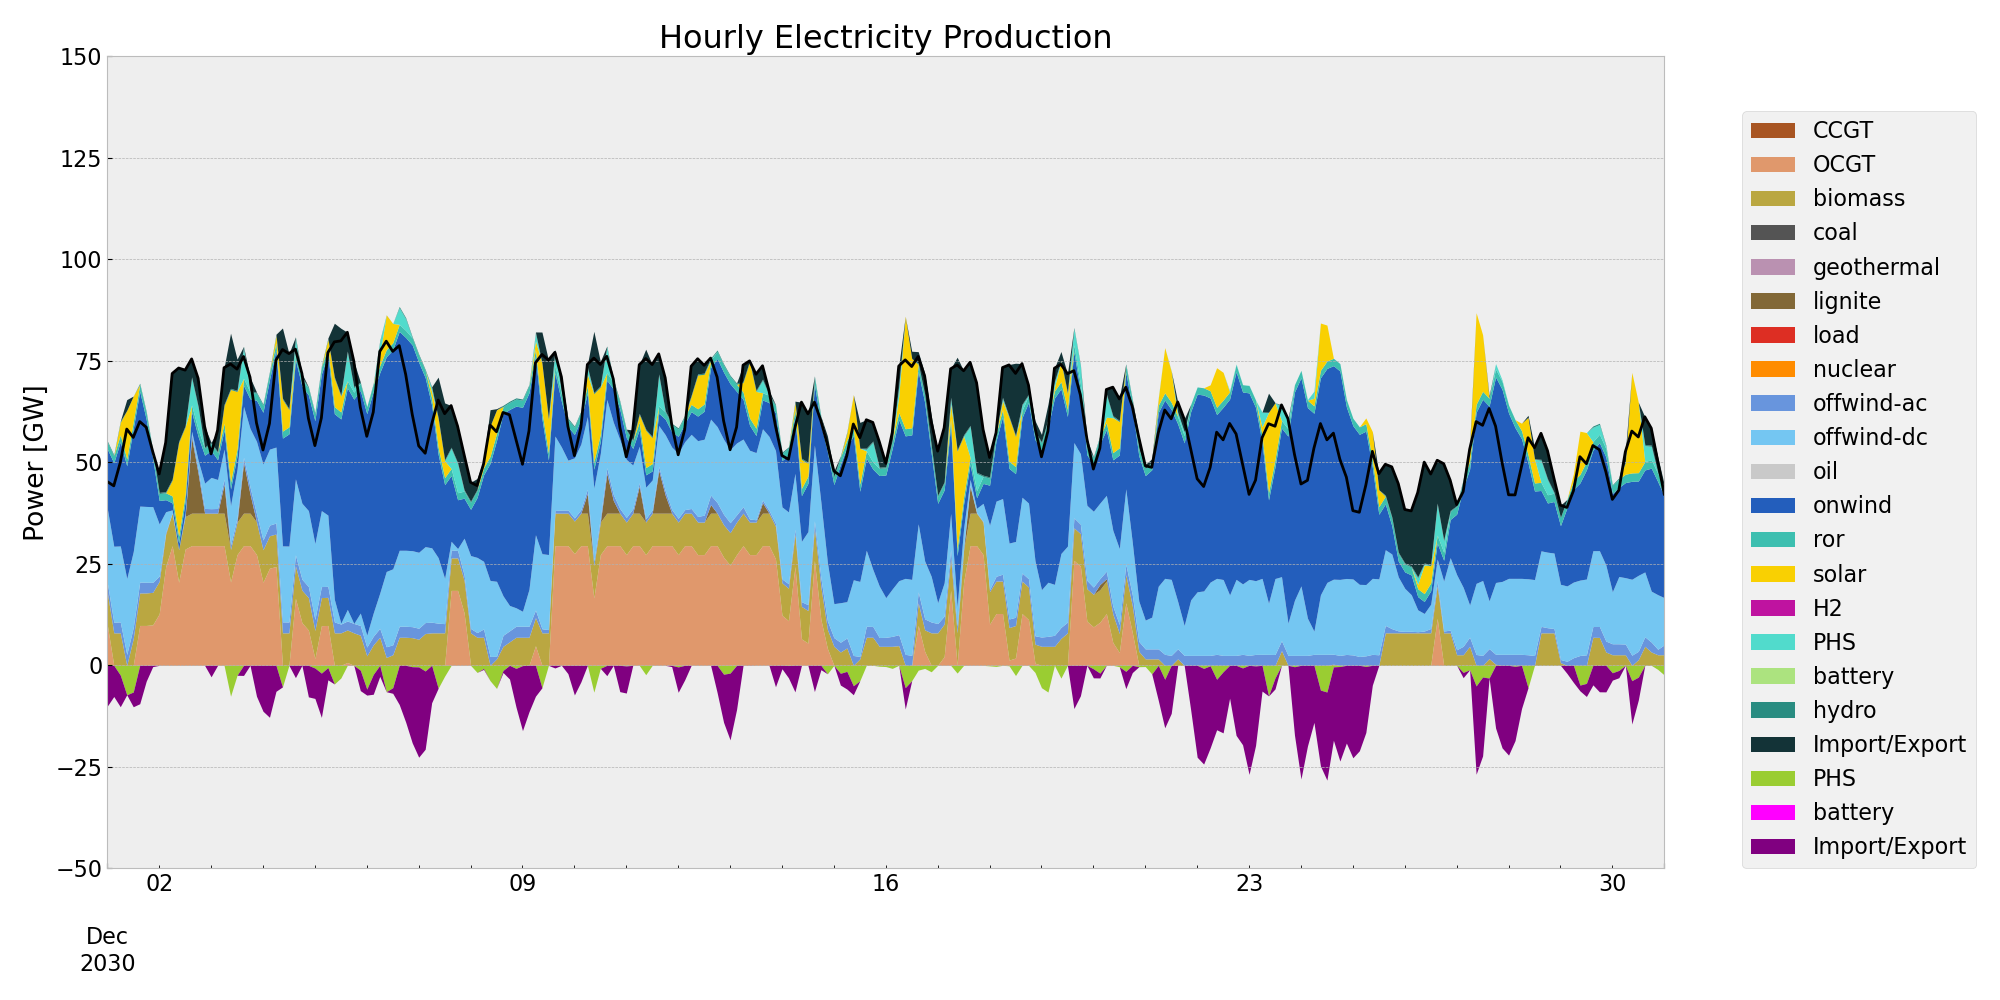 Hourly Electricity Production
Power [GW]
150
125
100
75
50
25
0
−25
−50
02
09
16
23
30
Dec
2030
CCGT
OCGT
biomass
coal
geothermal
lignite
load
nuclear
offwind-ac
offwind-dc
oil
onwind
ror
solar
H2
PHS
battery
hydro
Import/Export
PHS
battery
Import/Export